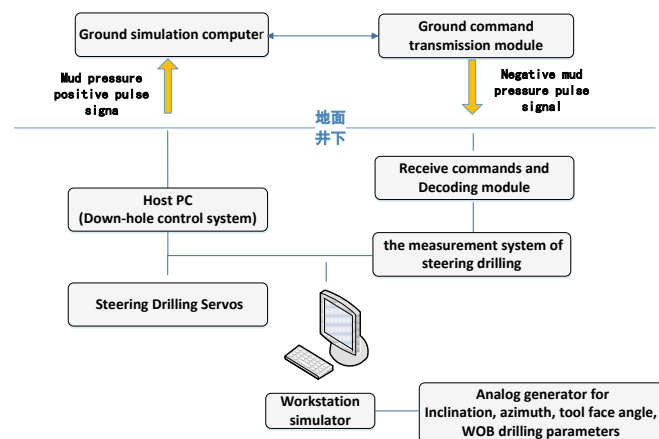 Ground simulation computer
Ground command
transmission module
Mud pressure
positive pulse
signa
Negative mud
pressure pulse
signal
地面
井下
Receive commands and
Decoding module
Host PC
(Down-hole control system)
the measurement system of
steering drilling
Steering Drilling Servos
Workstation
simulator
Analog generator for
Inclination, azimuth, tool face angle,
WOB drilling parameters